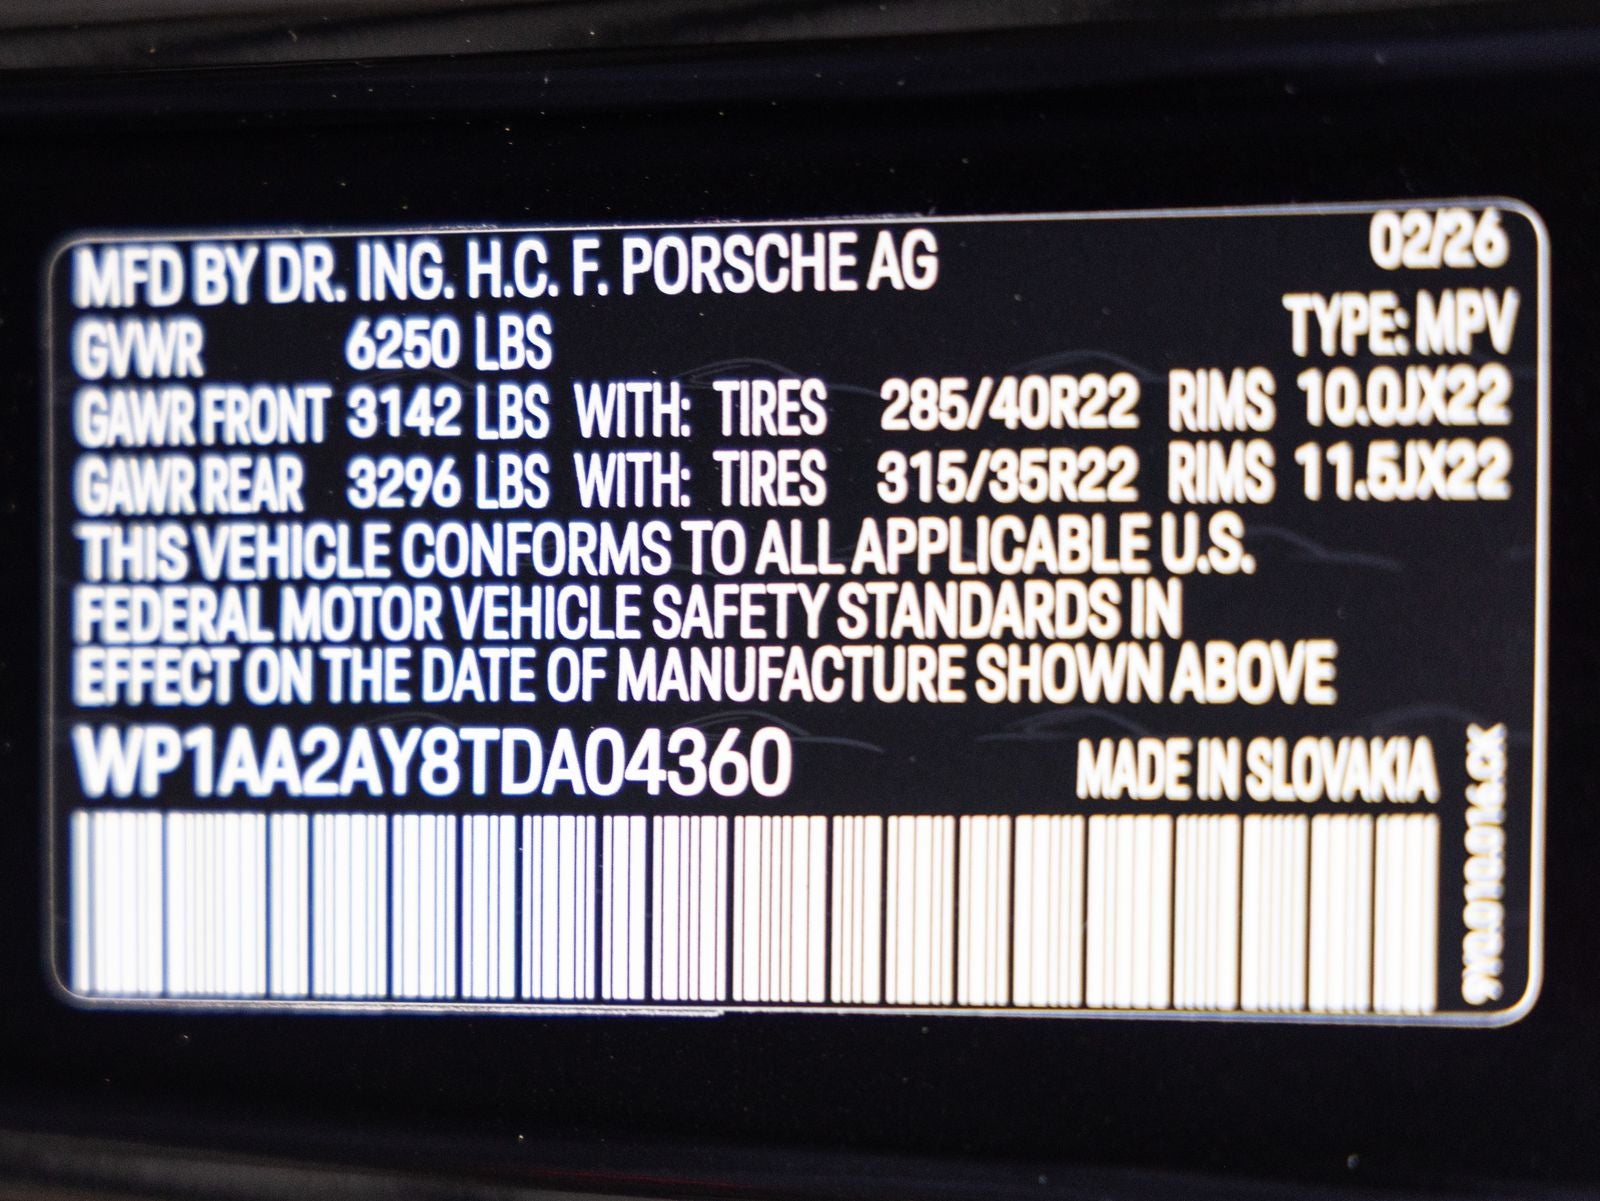 MFD BY DR. ING. H.C. F. PORSCHE AG 02/26
GVWR 6250 LBS TYPE: MPV
GAWR FRONT 3142 LBS WITH: TIRES 285/40R22 RIMS 10.0JX22
GAWR REAR 3296 LBS WITH: TIRES 315/35R22 RIMS 11.5JX22
THIS VEHICLE CONFORMS TO ALL APPLICABLE U.S.
FEDERAL MOTOR VEHICLE SAFETY STANDARDS IN
EFFECT ON THE DATE OF MANUFACTURE SHOWN ABOVE
WP1AA2AY8TDA04360 MADE IN SLOVAKIA